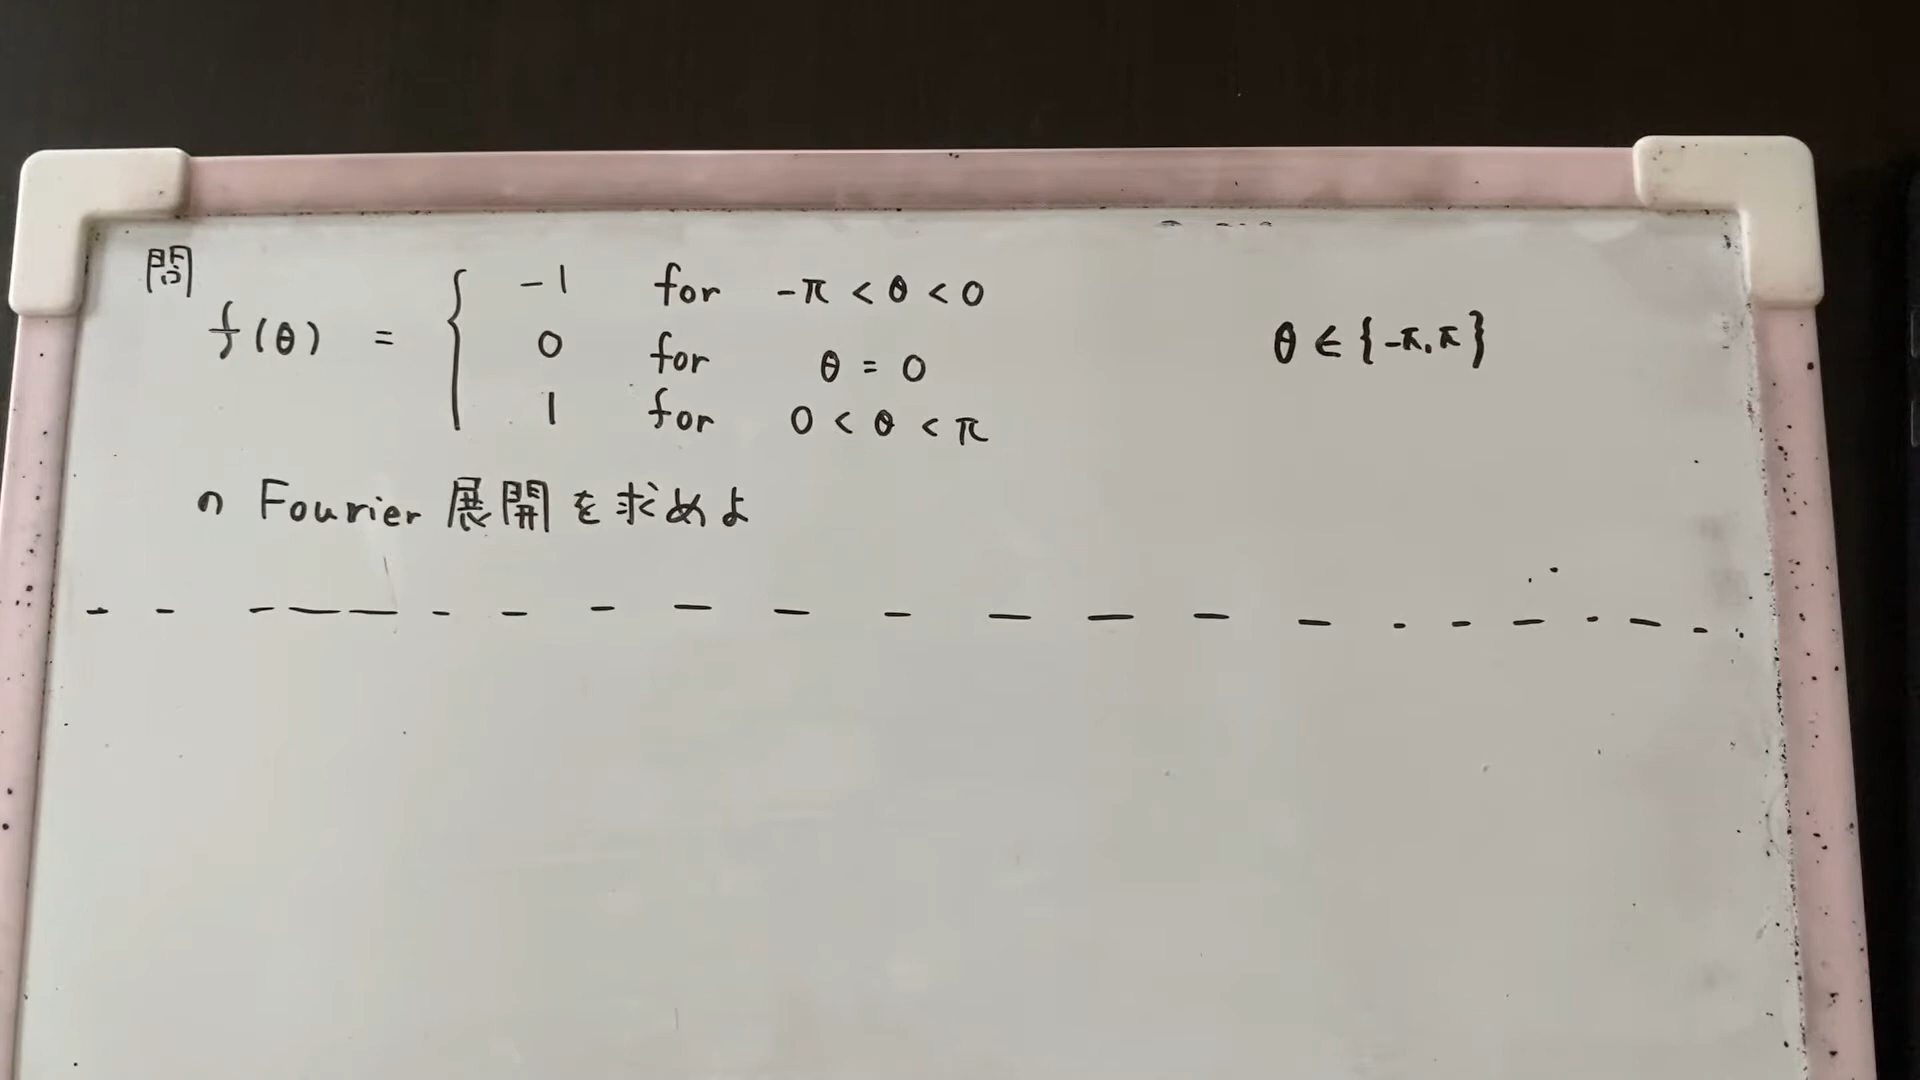 問
f(θ) = { -1 for -π < θ < 0
0 for θ = 0
1 for 0 < θ < π
θ ∈ {-π, π}
の Fourier 展開を求めよ